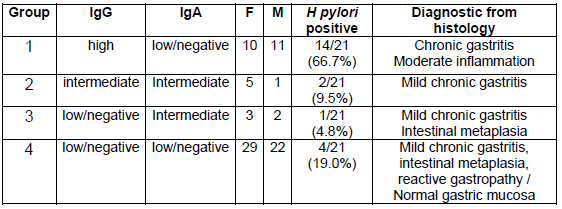 Group IgG IgA F M H pylori positive Diagnostic from histology
1 high low/negative 10 11 14/21 (66.7%) Chronic gastritis Moderate inflammation
2 intermediate Intermediate 5 1 2/21 (9.5%) Mild chronic gastritis
3 low/negative Intermediate 3 2 1/21 (4.8%) Mild chronic gastritis Intestinal metaplasia
4 low/negative low/negative 29 22 4/21 (19.0%) Mild chronic gastritis, intestinal metaplasia, reactive gastropathy / Normal gastric mucosa